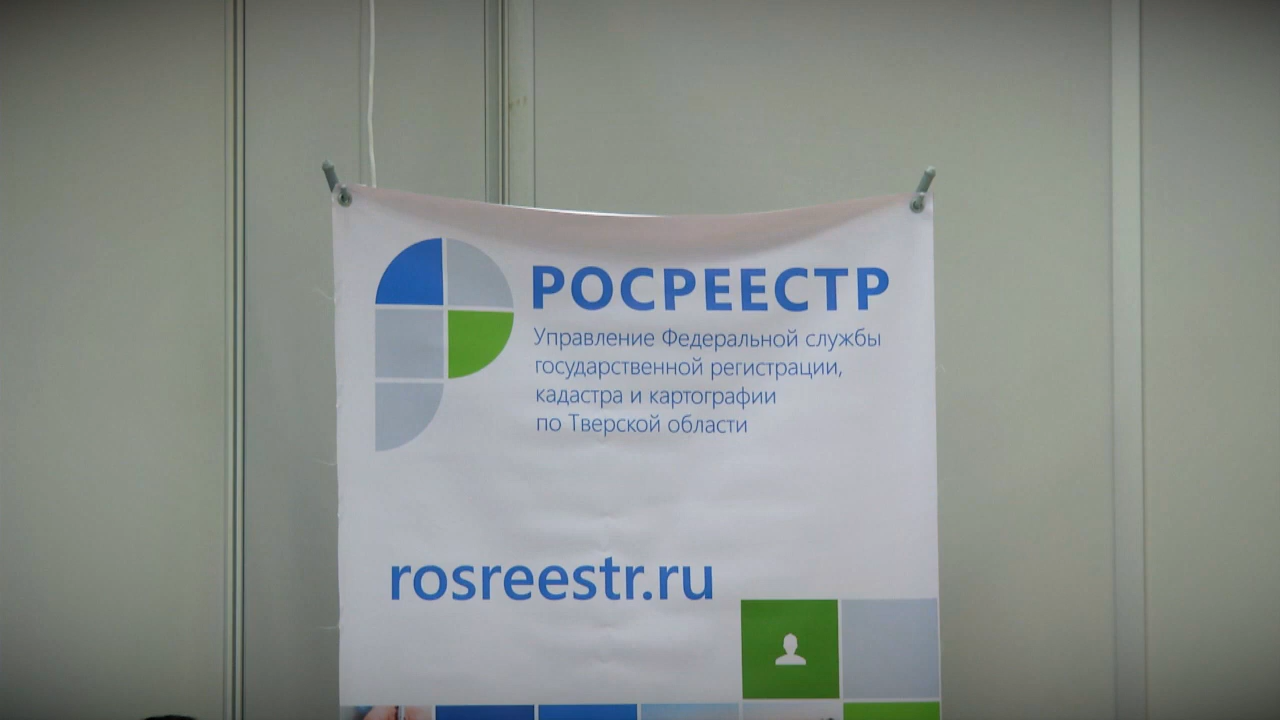 РОСРЕЕСТР
Управление Федеральной службы
государственной регистрации,
кадастра и картографии
по Тверской области
rosreestr.ru